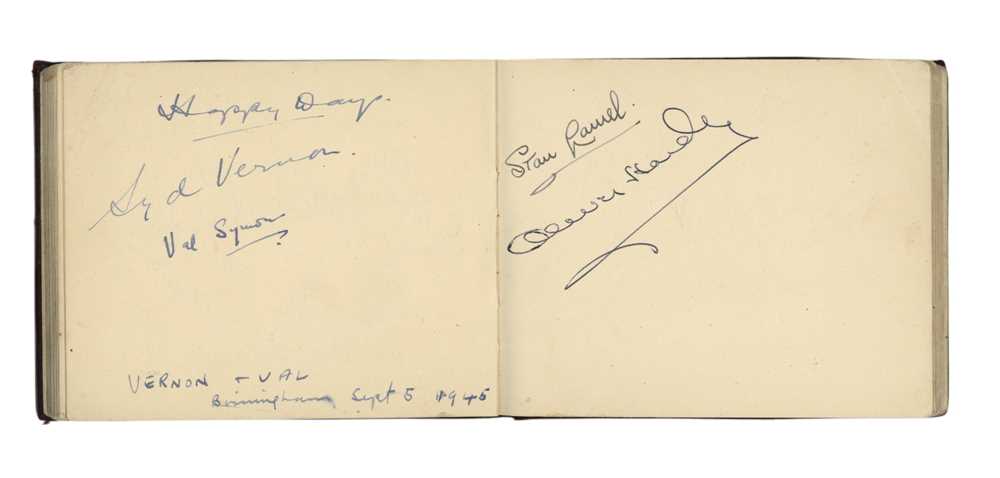 Happy Days.
Syd Vernon.
Val Symon
VERNON + VAL
Birmingham Sept 5 1945
Stan Laurel.
Oliver Hardy